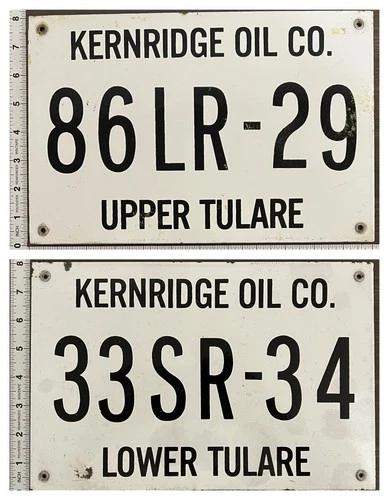 KERNRIDGE OIL CO.
86LR-29
UPPER TULARE
KERNRIDGE OIL CO.
33SR-34
LOWER TULARE